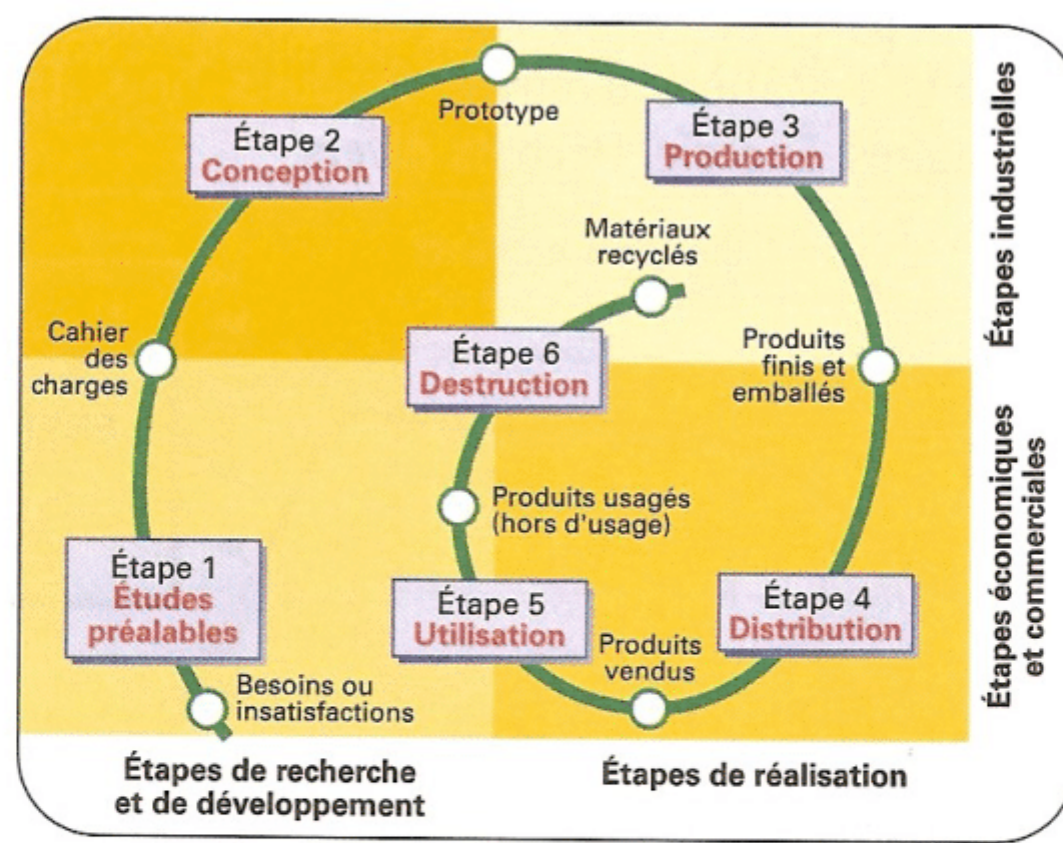 Prototype
Étape 2
Conception
Étape 3
Production
Matériaux
recyclés
Cahier
des
charges
Étape 6
Destruction
Produits
finis et
emballés
Produits usagés
(hors d'usage)
Étape 1
Études
préalables
Étape 5
Utilisation
Étape 4
Distribution
Produits
vendus
Besoins ou
insatisfactions
Étapes de recherche
et de développement
Étapes de réalisation
Étapes industrielles
Étapes économiques
et commerciales